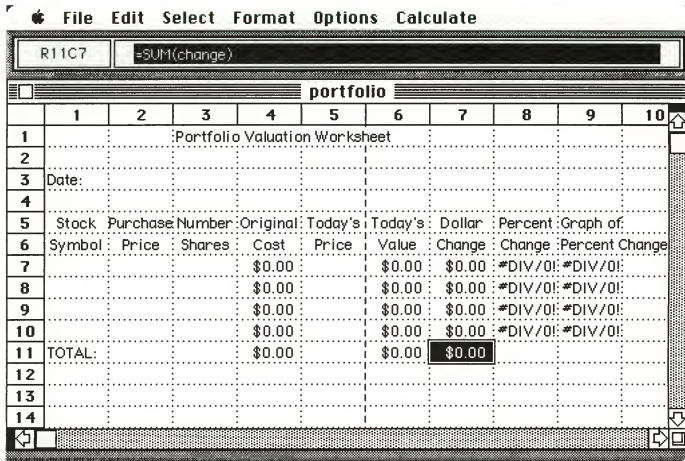 File Edit Select Format Options Calculate
R11C7 =SUM(change)
portfolio
1 2 3 4 5 6 7 8 9 10
1 Portfolio Valuation Worksheet
2
3 Date:
4
5 Stock Purchase Number Original Today's Today's Dollar Percent Graph of
6 Symbol Price Shares Cost Price Value Change Change Percent Change
7 $0.00 $0.00 $0.00 #DIV/0! #DIV/0!
8 $0.00 $0.00 $0.00 #DIV/0! #DIV/0!
9 $0.00 $0.00 $0.00 #DIV/0! #DIV/0!
10 $0.00 $0.00 $0.00 #DIV/0! #DIV/0!
11 TOTAL: $0.00 $0.00 $0.00
12
13
14